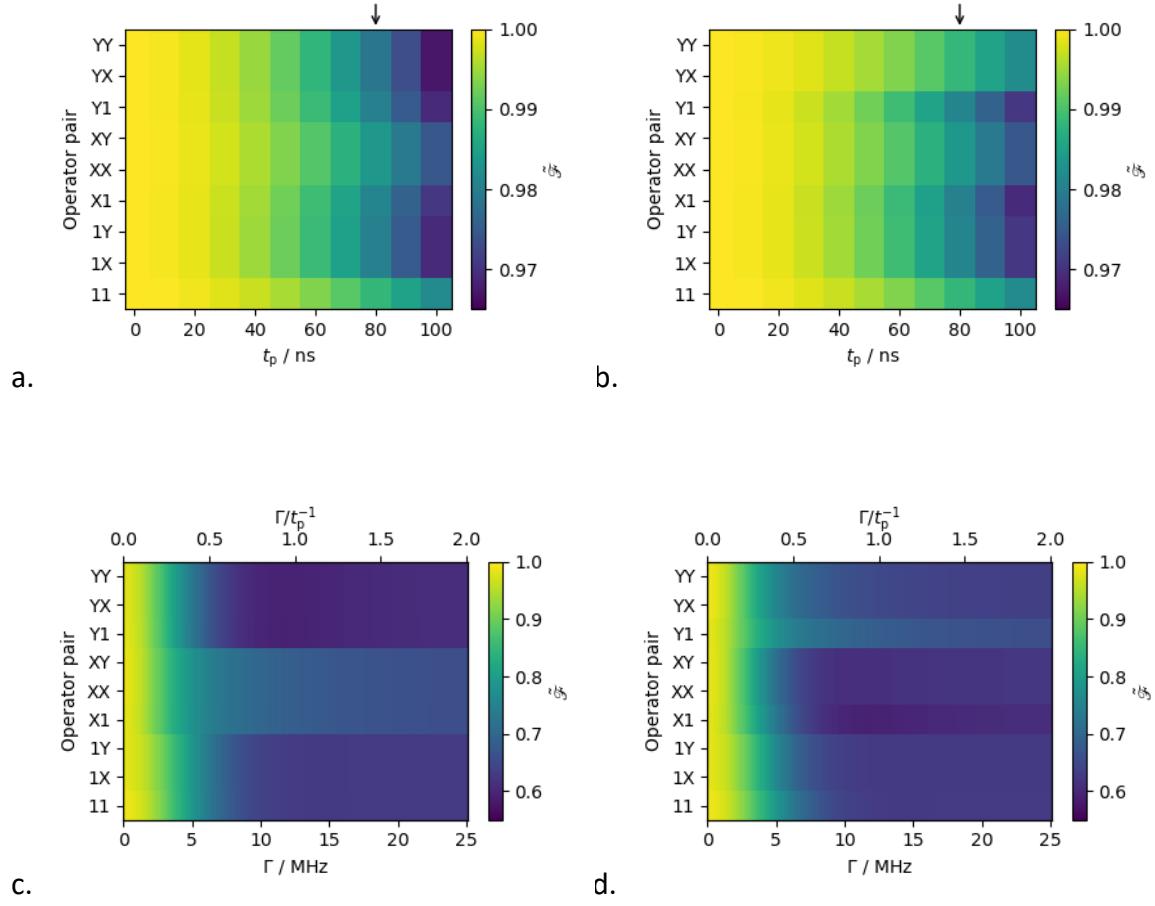 1.00
YY
YX
0.99
Y1
XY
XX
0.98
X1
1Y
1X
0.97
11
Operator pair
0 20 40 60 80 100
t_p / ns
ℱ̃
a.
1.00
YY
YX
0.99
Y1
XY
XX
0.98
X1
1Y
1X
0.97
11
Operator pair
0 20 40 60 80 100
t_p / ns
ℱ̃
b.
Γ/t_p^{-1}
0.0 0.5 1.0 1.5 2.0
1.0
YY
YX
0.9
Y1
XY
0.8
XX
X1
0.7
1Y
1X
0.6
11
Operator pair
0 5 10 15 20 25
Γ / MHz
ℱ̃
c.
Γ/t_p^{-1}
0.0 0.5 1.0 1.5 2.0
1.0
YY
YX
0.9
Y1
XY
0.8
XX
X1
0.7
1Y
1X
0.6
11
Operator pair
0 5 10 15 20 25
Γ / MHz
ℱ̃
d.